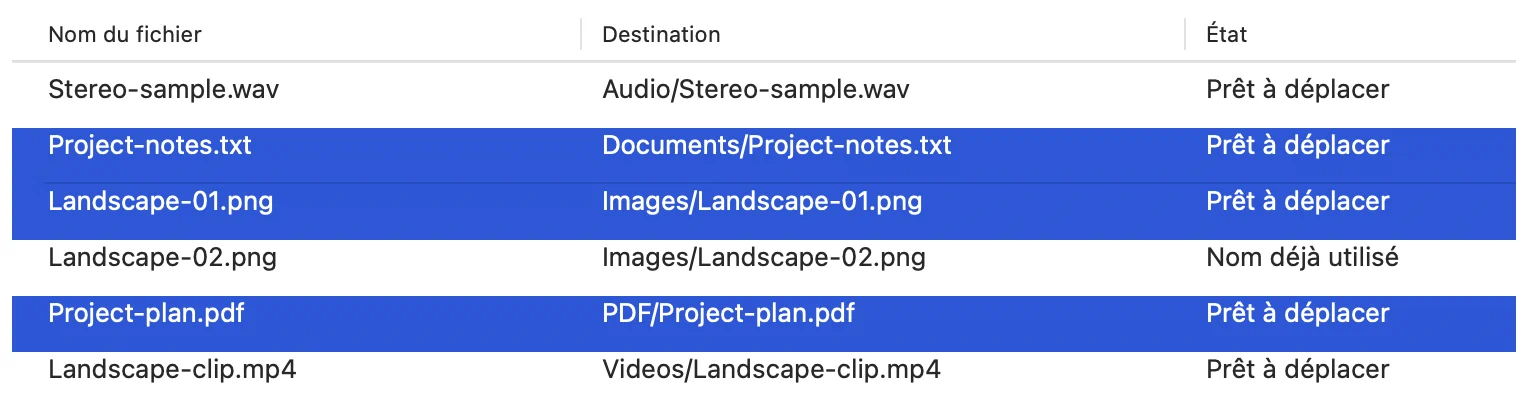 Nom du fichier Destination État
Stereo-sample.wav Audio/Stereo-sample.wav Prêt à déplacer
Project-notes.txt Documents/Project-notes.txt Prêt à déplacer
Landscape-01.png Images/Landscape-01.png Prêt à déplacer
Landscape-02.png Images/Landscape-02.png Nom déjà utilisé
Project-plan.pdf PDF/Project-plan.pdf Prêt à déplacer
Landscape-clip.mp4 Videos/Landscape-clip.mp4 Prêt à déplacer